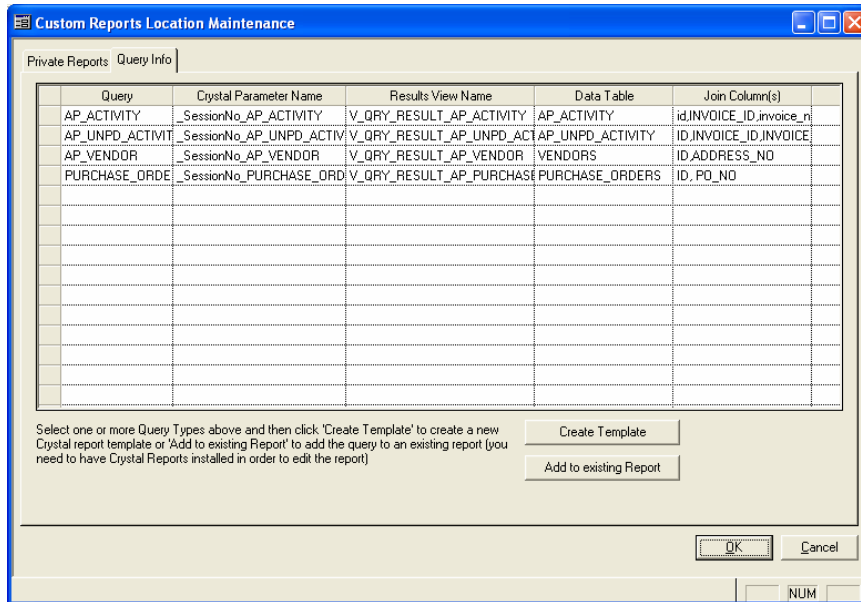 Custom Reports Location Maintenance
Private Reports Query Info
Query Crystal Parameter Name Results View Name Data Table Join Column(s)
AP_ACTIVITY _SessionNo_AP_ACTIVITY V_QRY_RESULT_AP_ACTIVITY AP_ACTIVITY id,INVOICE_ID,invoice_n
AP_UNPD_ACTIVIT _SessionNo_AP_UNPD_ACTIV V_QRY_RESULT_AP_UNPD_ACT AP_UNPD_ACTIVITY ID,INVOICE_ID,INVOICE
AP_VENDOR _SessionNo_AP_VENDOR V_QRY_RESULT_AP_VENDOR VENDORS ID,ADDRESS_NO
PURCHASE_ORDE _SessionNo_PURCHASE_ORD V_QRY_RESULT_AP_PURCHASE PURCHASE_ORDERS ID, PO_NO
Select one or more Query Types above and then click 'Create Template' to create a new
Crystal report template or 'Add to existing Report' to add the query to an existing report (you
need to have Crystal Reports installed in order to edit the report)
Create Template
Add to existing Report
OK Cancel
NUM